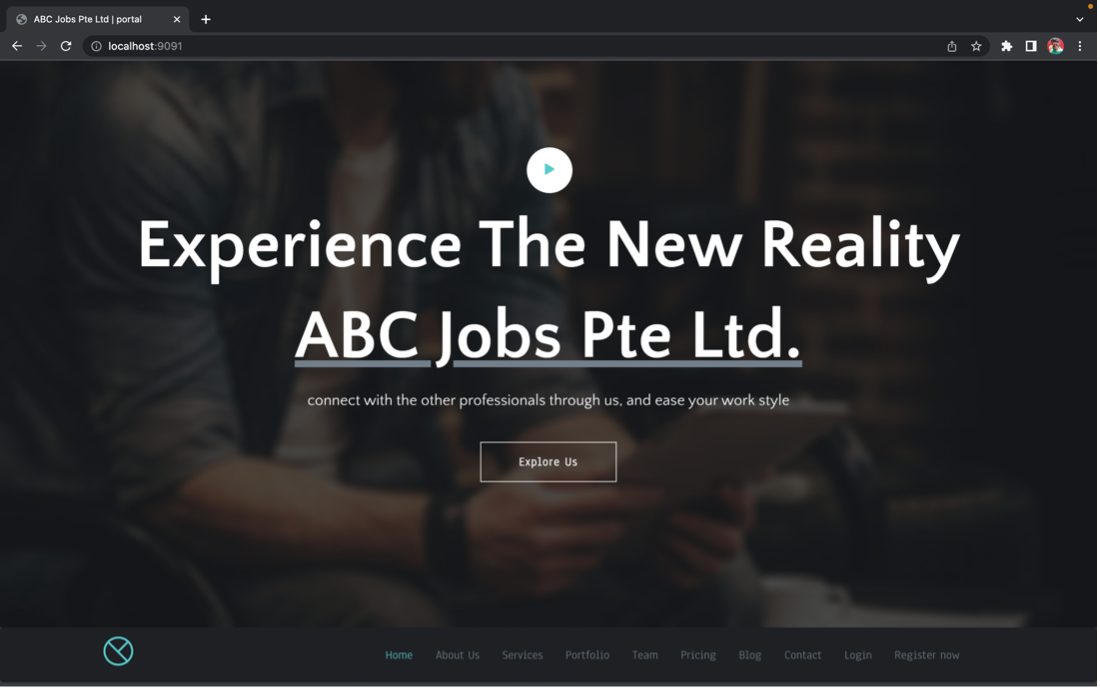 ABC Jobs Pte Ltd | portal
localhost:9091
Experience The New Reality
ABC Jobs Pte Ltd.
connect with the other professionals through us, and ease your work style
Explore Us
Home About Us Services Portfolio Team Pricing Blog Contact Login Register now